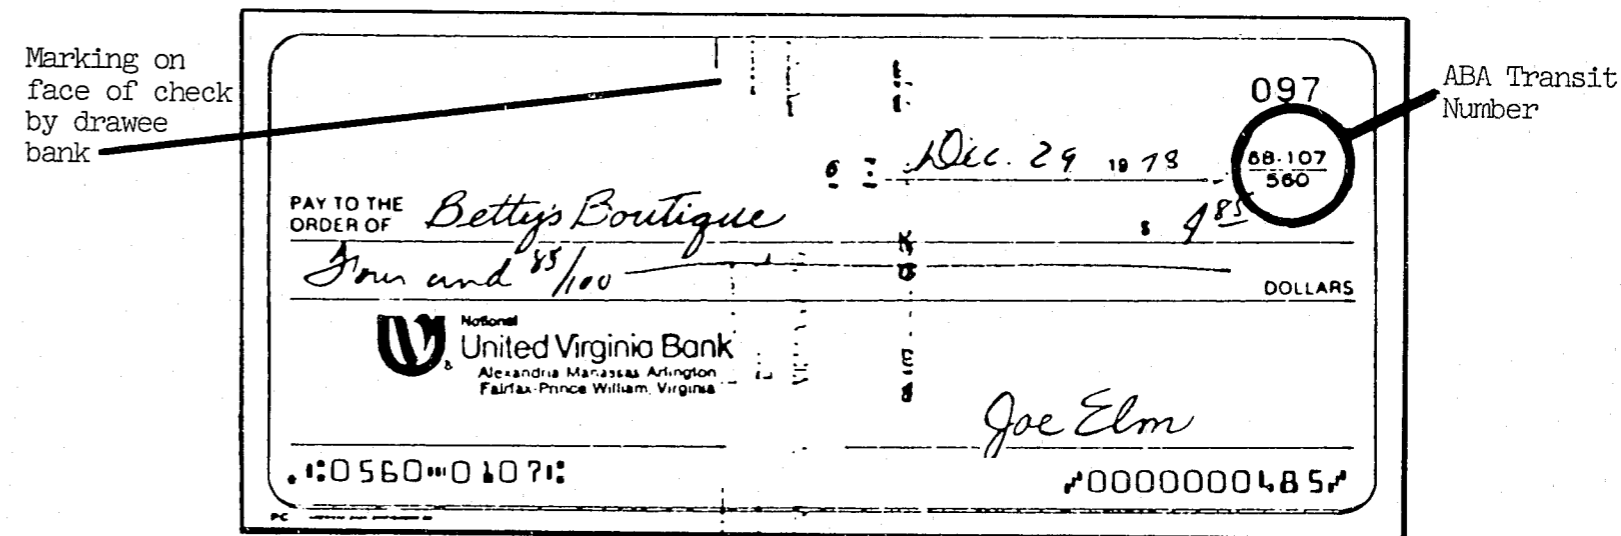 Marking on
face of check
by drawee
bank
ABA Transit
Number
097
Dec. 29 1978
68-107
560
PAY TO THE
ORDER OF Betty's Boutique $ 4 85
Four and 85/100 DOLLARS
National
United Virginia Bank
Alexandria Manassas Arlington
Fairfax-Prince William, Virginia
Joe Elm
⑆0560⑉0107⑆ ⑇0000000485⑇
PC